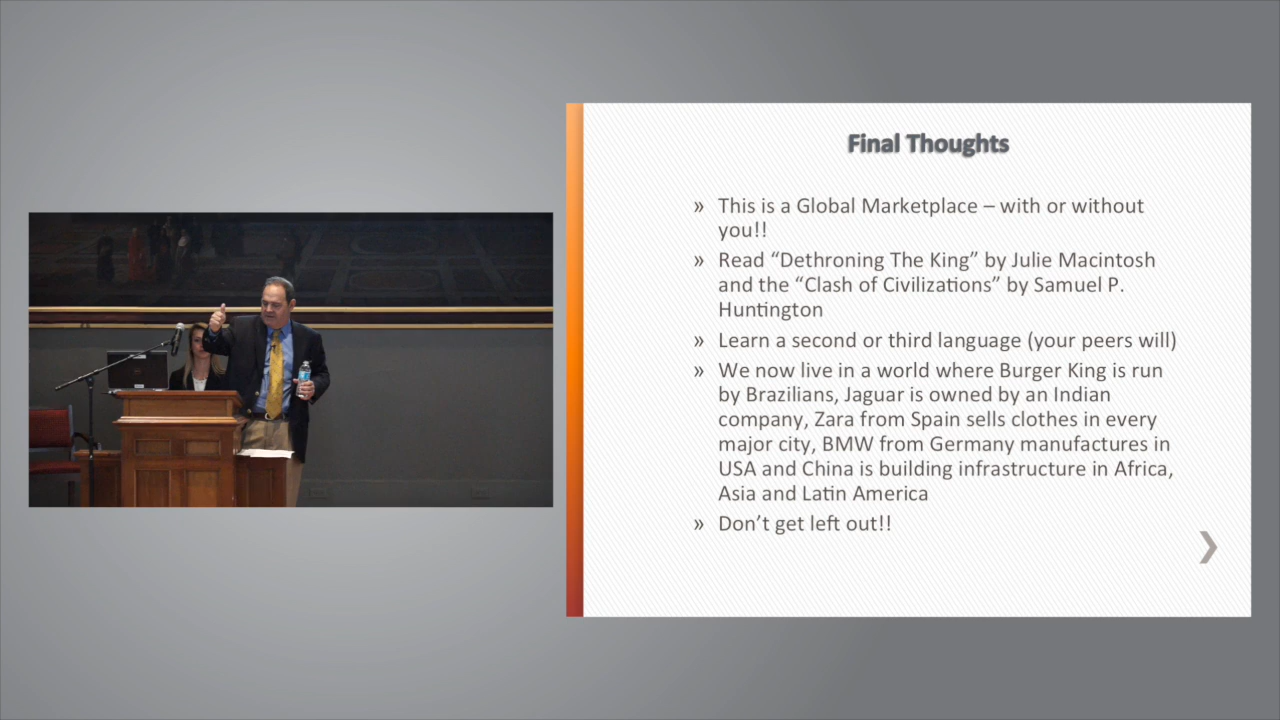 Final Thoughts
» This is a Global Marketplace – with or without
you!!
» Read “Dethroning The King” by Julie Macintosh
and the “Clash of Civilizations” by Samuel P.
Huntington
» Learn a second or third language (your peers will)
» We now live in a world where Burger King is run
by Brazilians, Jaguar is owned by an Indian
company, Zara from Spain sells clothes in every
major city, BMW from Germany manufactures in
USA and China is building infrastructure in Africa,
Asia and Latin America
» Don’t get left out!!